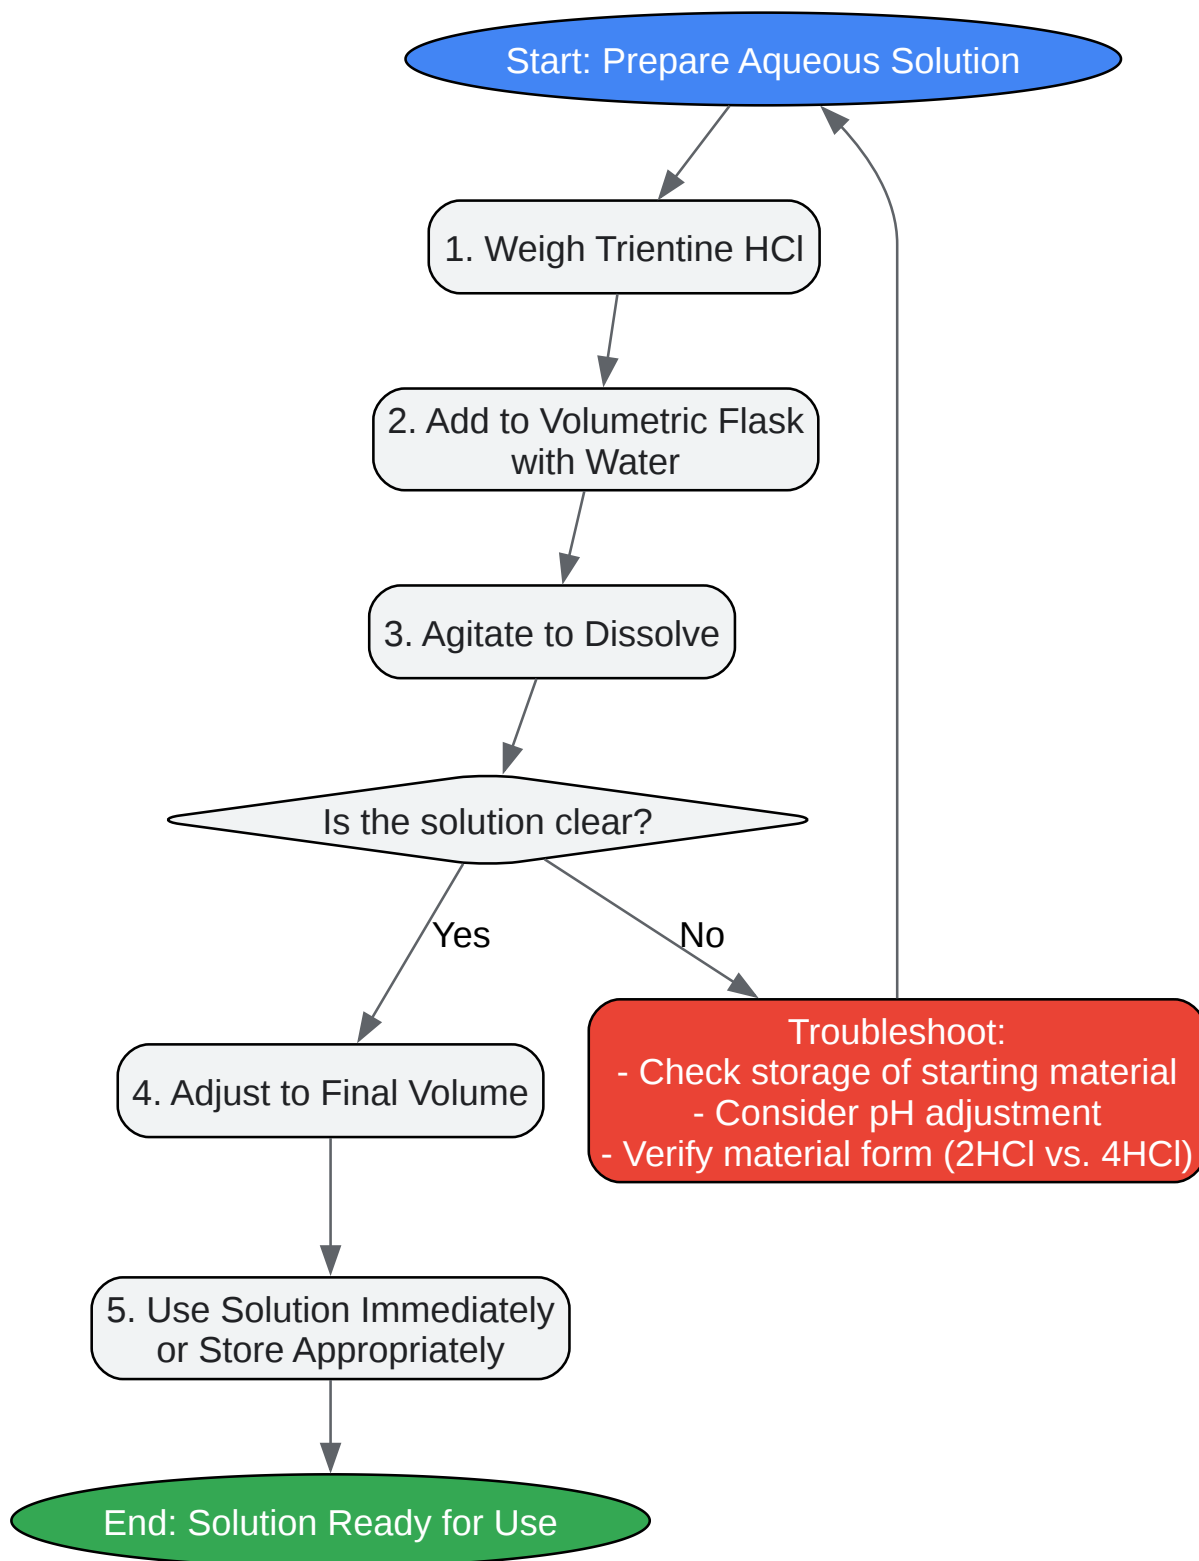 Start: Prepare Aqueous Solution
1. Weigh Trientine HCl
2. Add to Volumetric Flask
with Water
3. Agitate to Dissolve
Is the solution clear?
Yes
No
Troubleshoot:
- Check storage of starting material
- Consider pH adjustment
- Verify material form (2HCl vs. 4HCl)
4. Adjust to Final Volume
5. Use Solution Immediately
or Store Appropriately
End: Solution Ready for Use